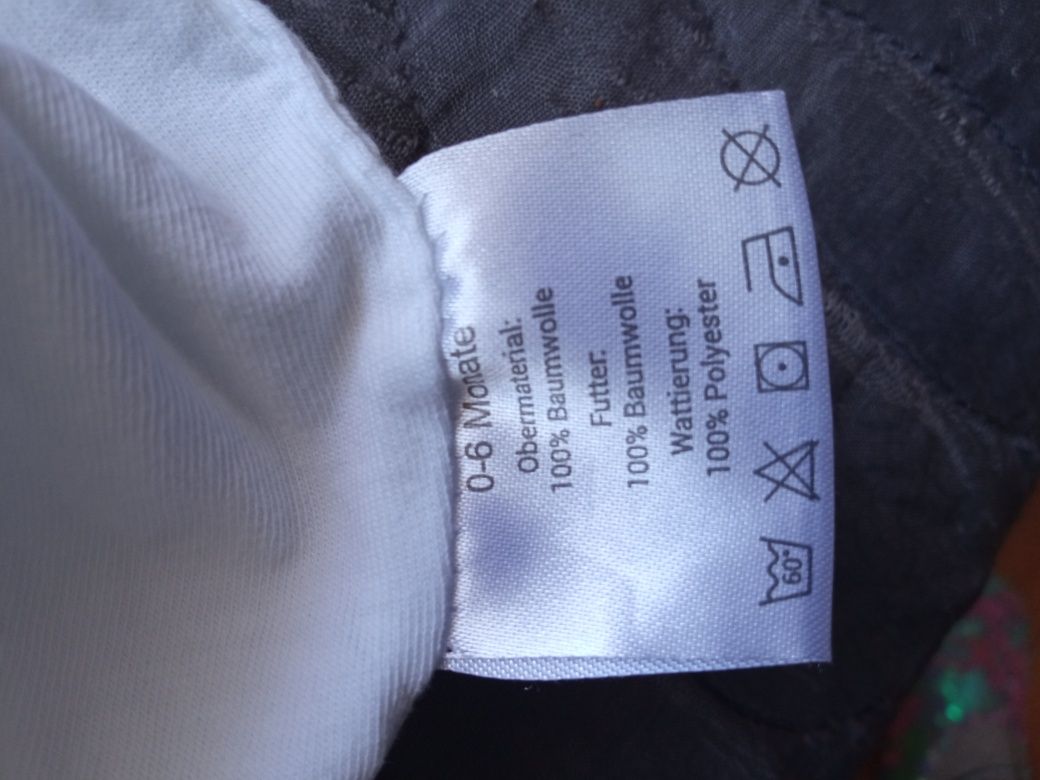 0-6 Monate
Obermaterial:
100% Baumwolle
Futter:
100% Baumwolle
Wattierung:
100% Polyester
60°